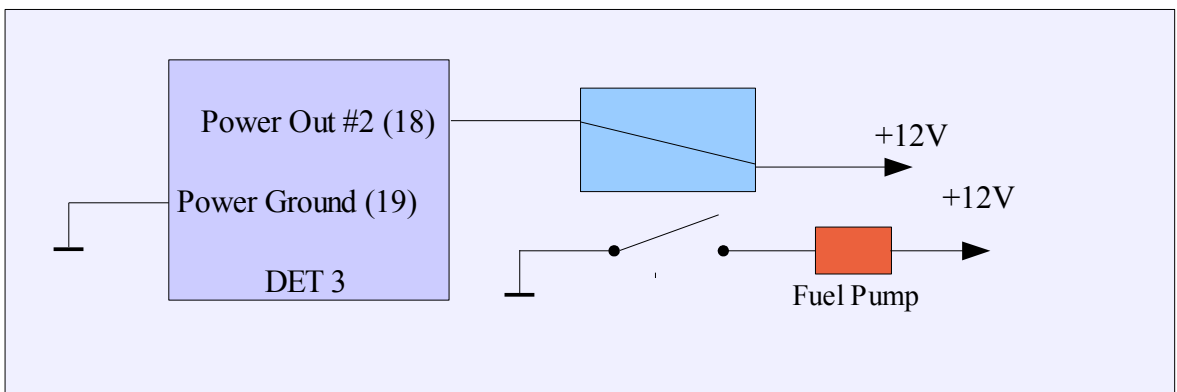 Power Out #2 (18)
+12V
Power Ground (19)
+12V
DET 3
Fuel Pump